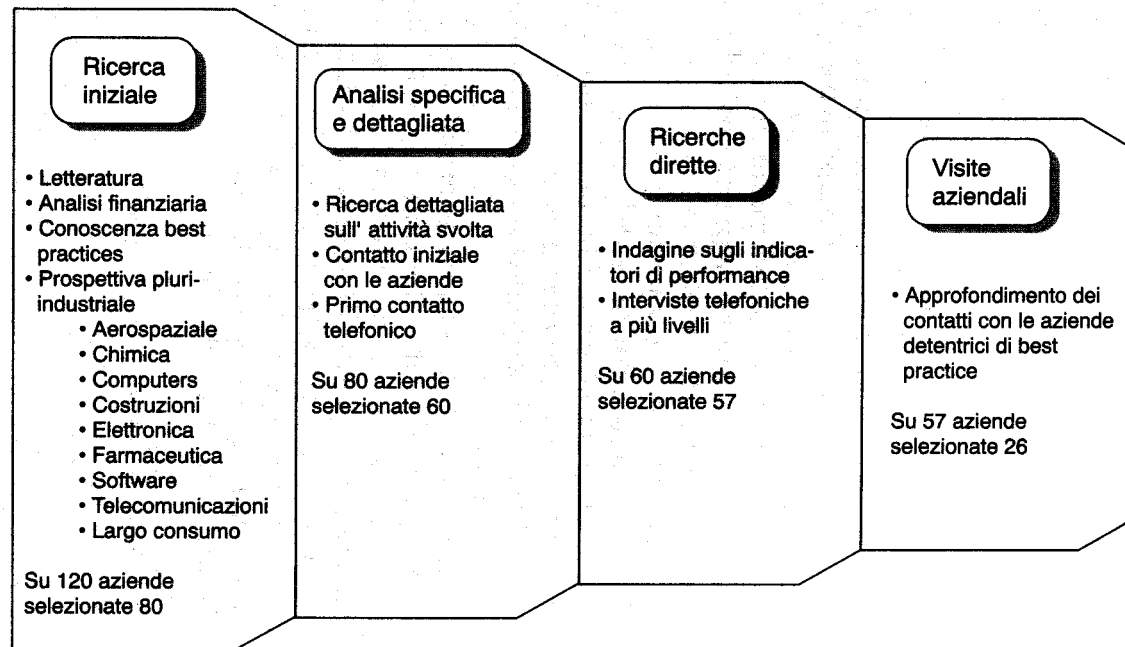 Ricerca
iniziale
• Letteratura
• Analisi finanziaria
• Conoscenza best
practices
• Prospettiva pluri-
industriale
• Aerospaziale
• Chimica
• Computers
• Costruzioni
• Elettronica
• Farmaceutica
• Software
• Telecomunicazioni
• Largo consumo
Su 120 aziende
selezionate 80
Analisi specifica
e dettagliata
• Ricerca dettagliata
sull' attività svolta
• Contatto iniziale
con le aziende
• Primo contatto
telefonico
Su 80 aziende
selezionate 60
Ricerche
dirette
• Indagine sugli indica-
tori di performance
• Interviste telefoniche
a più livelli
Su 60 aziende
selezionate 57
Visite
aziendali
• Approfondimento dei
contatti con le aziende
detentrici di best
practice
Su 57 aziende
selezionate 26